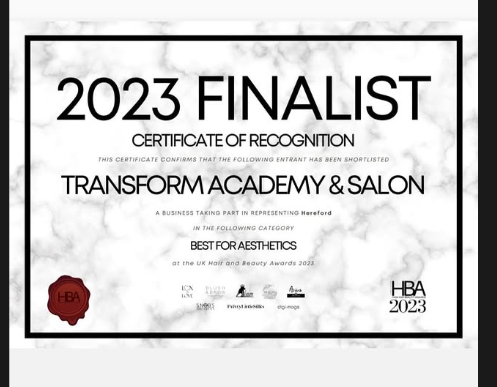 2023 FINALIST
CERTIFICATE OF RECOGNITION
THIS CERTIFICATE CONFIRMS THAT THE FOLLOWING ENTRANT HAS BEEN SHORTLISTED
TRANSFORM ACADEMY & SALON
A BUSINESS TAKING PART IN REPRESENTING Hereford
IN THE FOLLOWING CATEGORY
BEST FOR AESTHETICS
at the UK Hair and Beauty Awards 2023
HBA
HBA
2023